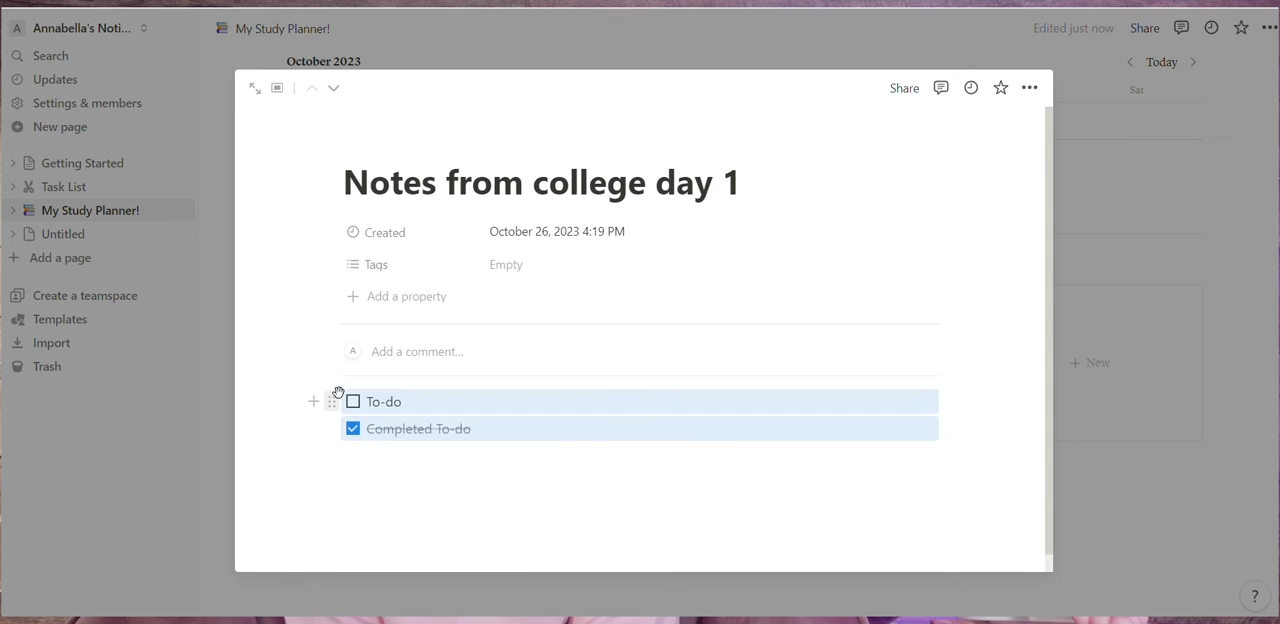 A Annabella's Noti...
My Study Planner!
Edited just now
Share
Search
Updates
Settings & members
New page
Getting Started
Task List
My Study Planner!
Untitled
Add a page
Create a teamspace
Templates
Import
Trash
October 2023
Today
Sat
Share
Notes from college day 1
Created October 26, 2023 4:19 PM
Tags Empty
Add a property
A Add a comment...
To-do
Completed To-do
+ New
?